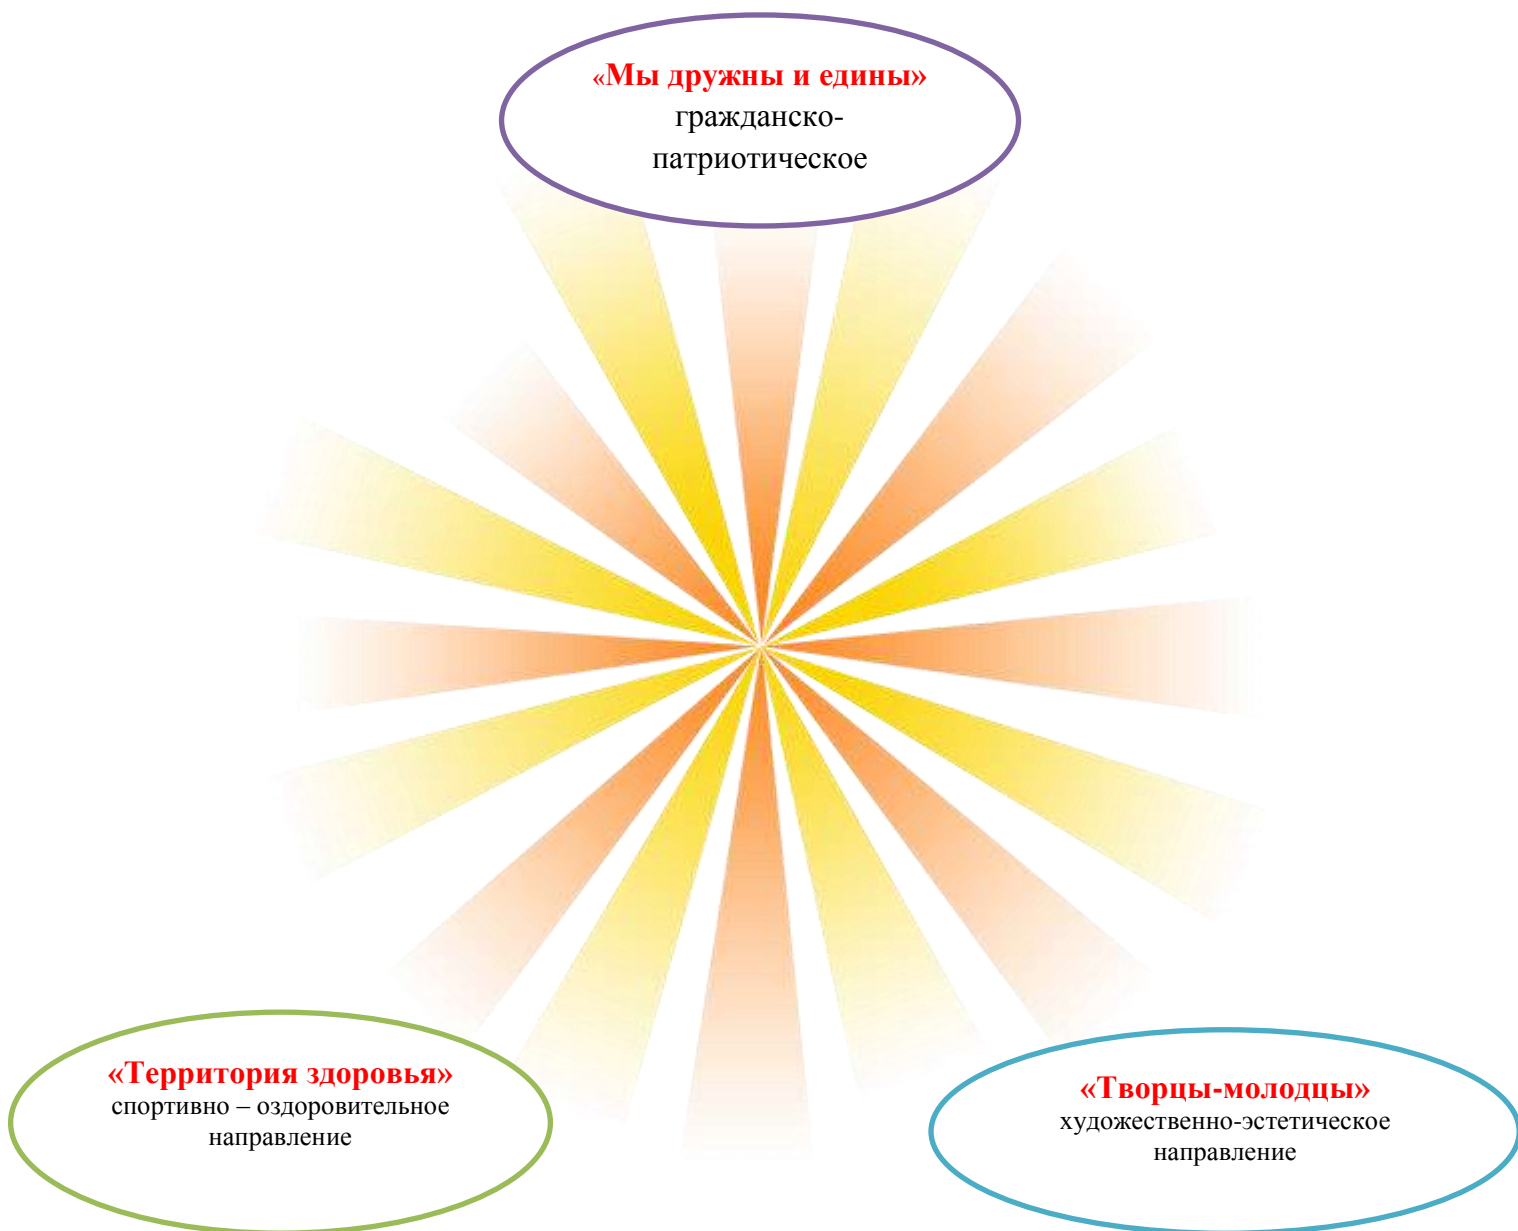 «Мы дружны и едины»
гражданско-
патриотическое
«Территория здоровья»
спортивно – оздоровительное
направление
«Творцы-молодцы»
художественно-эстетическое
направление